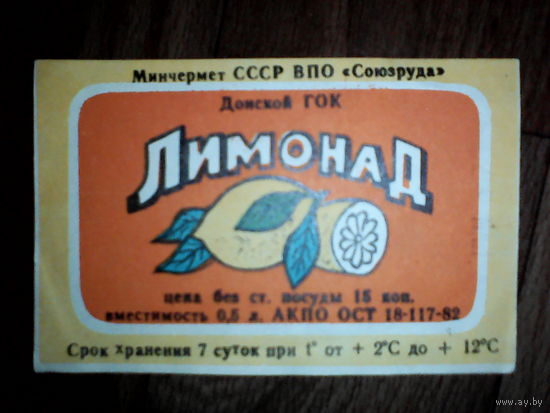 Минчермет СССР ВПО «Союзруда»
Донской ГОК
Лимонад
цена без ст. посуды 15 коп.
вместимость 0,5 л. АКПО ОСТ 18-117-82
Срок хранения 7 суток при t° от + 2°С до + 12°С
www.ay.by